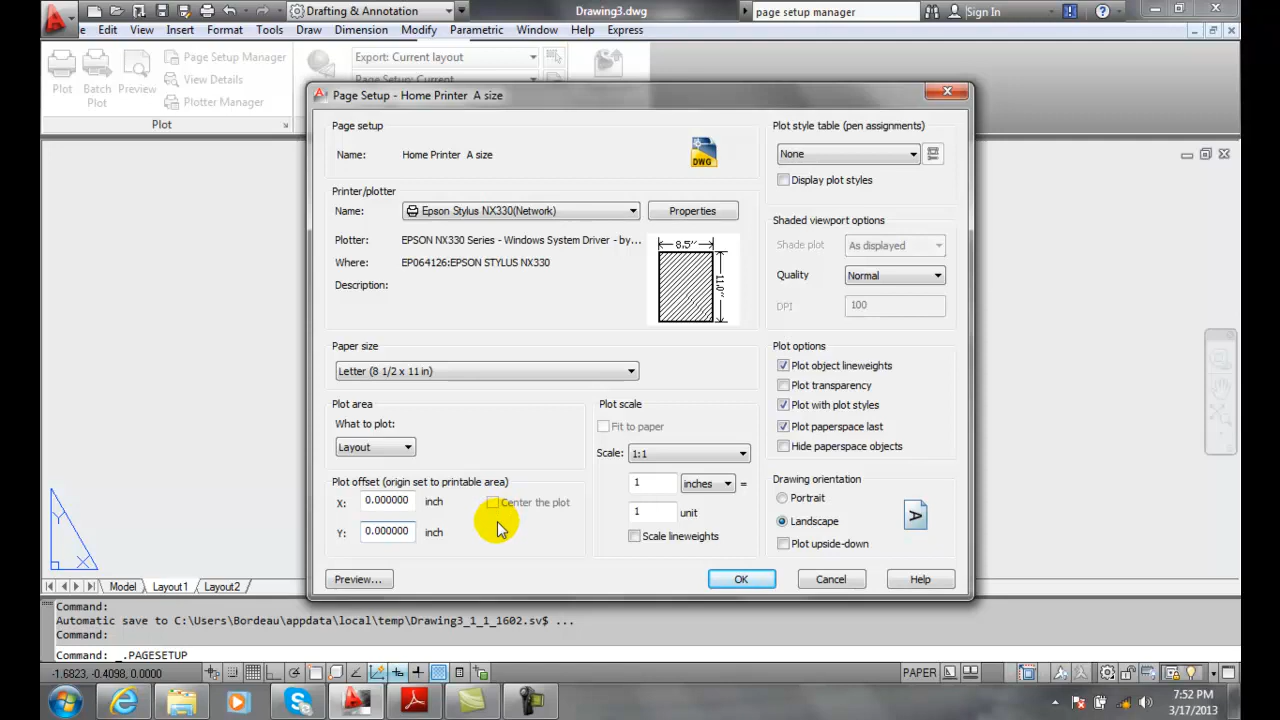 Drafting & Annotation
Drawing3.dwg
page setup manager
Sign In
e Edit View Insert Format Tools Draw Dimension Modify Parametric Window Help Express
Plot
Batch Plot
Preview
Page Setup Manager
View Details
Plotter Manager
Export: Current layout
Page Setup: Current
Plot
Page Setup - Home Printer A size
Page setup
Name: Home Printer A size
DWG
Printer/plotter
Name: Epson Stylus NX330(Network)
Properties
Plotter: EPSON NX330 Series - Windows System Driver - by...
Where: EP064126:EPSON STYLUS NX330
Description:
8.5''
11.0''
Paper size
Letter (8 1/2 x 11 in)
Plot area
What to plot:
Layout
Plot offset (origin set to printable area)
X: 0.000000 inch
Center the plot
Y: 0.000000 inch
Plot scale
Fit to paper
Scale: 1:1
1 inches =
1 unit
Scale lineweights
Plot style table (pen assignments)
None
Display plot styles
Shaded viewport options
Shade plot As displayed
Quality Normal
DPI 100
Plot options
Plot object lineweights
Plot transparency
Plot with plot styles
Plot paperspace last
Hide paperspace objects
Drawing orientation
Portrait
Landscape
A
Plot upside-down
Preview...
OK
Cancel
Help
Y
X
Model Layout1 Layout2
Command:
Automatic save to C:\Users\Bordeau\appdata\local\temp\Drawing3_1_1_1602.sv$ ...
Command:
Command: _.PAGESETUP
-1.6823, -0.4098, 0.0000
PAPER
7:52 PM
3/17/2013